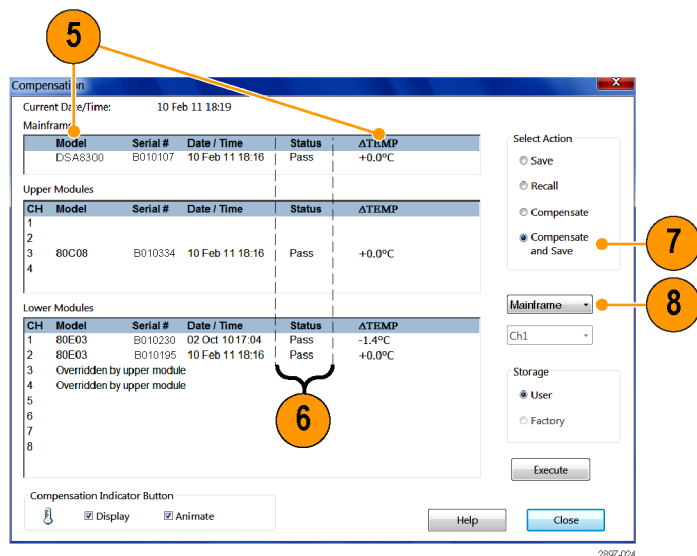 5
Compensation
Current Date/Time: 10 Feb 11 18:19
Mainframe
Model Serial # Date / Time Status ΔTEMP
DSA8300 B010107 10 Feb 11 18:16 Pass +0.0°C
Upper Modules
CH Model Serial # Date / Time Status ΔTEMP
1
2
3 80C08 B010334 10 Feb 11 18:16 Pass +0.0°C
4
Lower Modules
CH Model Serial # Date / Time Status ΔTEMP
1 80E03 B010230 02 Oct 10 17:04 Pass -1.4°C
2 80E03 B010195 10 Feb 11 18:16 Pass +0.0°C
3 Overridden by upper module
4 Overridden by upper module
5
6
7
8
6
Compensation Indicator Button
Display Animate
Select Action
Save
Recall
Compensate
Compensate
and Save
7
Mainframe
8
Ch1
Storage
User
Factory
Execute
Help Close
2897-024